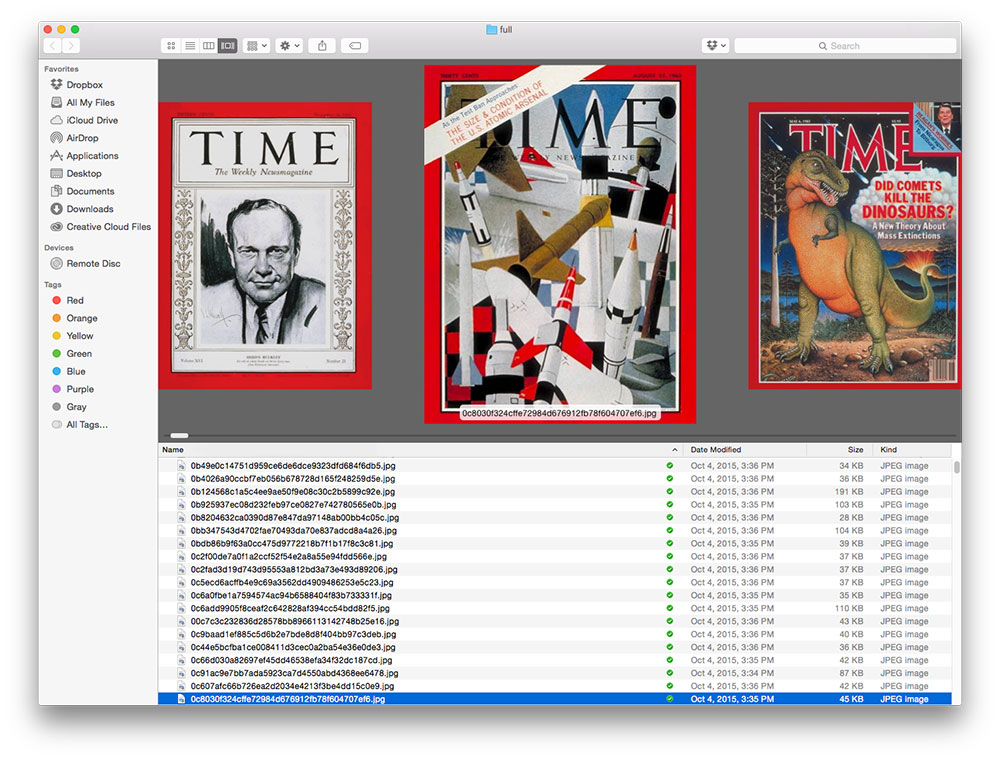 full
Search
Favorites
Dropbox
All My Files
iCloud Drive
AirDrop
Applications
Desktop
Documents
Downloads
Creative Cloud Files
Devices
Remote Disc
Tags
Red
Orange
Yellow
Green
Blue
Purple
Gray
All Tags...
TIME
The Weekly Newsmagazine
Volume XVI
Number 21
As the Test Ban Approaches
THE SIZE & CONDITION OF
THE U.S. ATOMIC ARSENAL
TIME
THE WEEKLY NEWSMAGAZINE
0c8030f324cffe72984d676912fb78f604707ef6.jpg
TIME
DID COMETS
KILL THE
DINOSAURS?
A New Theory About
Mass Extinctions
Name Date Modified Size Kind
0b49e0c14751d959ce6de6dce9323dfd684f6db5.jpg Oct 4, 2015, 3:36 PM 34 KB JPEG image
0b4026a90ccbf7eb056b678728d165f248259d5e.jpg Oct 4, 2015, 3:36 PM 36 KB JPEG image
0b124568c1a5c4ee9ae50f9e08c30c2b5899c92e.jpg Oct 4, 2015, 3:36 PM 191 KB JPEG image
0b925937ec08d232feb97ce0827e742780565e0b.jpg Oct 4, 2015, 3:35 PM 103 KB JPEG image
0b8204632ca0390d87e847da97148ab00bb4c05c.jpg Oct 4, 2015, 3:36 PM 28 KB JPEG image
0bb347543d4702fae70493da70e837adcd8a4a26.jpg Oct 4, 2015, 3:36 PM 104 KB JPEG image
0bdb86b9f63a0cc475d9772218b7f1b17f8c3c81.jpg Oct 4, 2015, 3:35 PM 39 KB JPEG image
0c2f00de7a0f1a2ccf52f54e2a8a55e94fdd566e.jpg Oct 4, 2015, 3:36 PM 37 KB JPEG image
0c2fad3d19d743d95553a812bd3a73e493d89206.jpg Oct 4, 2015, 3:36 PM 37 KB JPEG image
0c5ecd6acffb4e9c69a3562dd4909486253e5c23.jpg Oct 4, 2015, 3:36 PM 37 KB JPEG image
0c6a0fbe1a7594574ac94b6588404f83b733331f.jpg Oct 4, 2015, 3:35 PM 35 KB JPEG image
0c6add9905f8ceaf2c642828af394cc54bdd82f5.jpg Oct 4, 2015, 3:36 PM 110 KB JPEG image
00c7c3c232836d28578bb8966113142748b25e16.jpg Oct 4, 2015, 3:36 PM 43 KB JPEG image
0c9baad1ef885c5d6b2e7bde8d8f404bb97c3deb.jpg Oct 4, 2015, 3:36 PM 40 KB JPEG image
0c44e5bcfba1ce008411d3cec0a2ba54e36e0de3.jpg Oct 4, 2015, 3:36 PM 36 KB JPEG image
0c66d030a82697ef45dd46538efa34f32dc187cd.jpg Oct 4, 2015, 3:35 PM 42 KB JPEG image
0c91ac9e7bb7ada5923ca7d4550abd4368ee6478.jpg Oct 4, 2015, 3:34 PM 87 KB JPEG image
0c607afc66b726ea2d2034e4213f3be4dd15c0e9.jpg Oct 4, 2015, 3:36 PM 42 KB JPEG image
0c8030f324cffe72984d676912fb78f604707ef6.jpg Oct 4, 2015, 3:35 PM 45 KB JPEG image